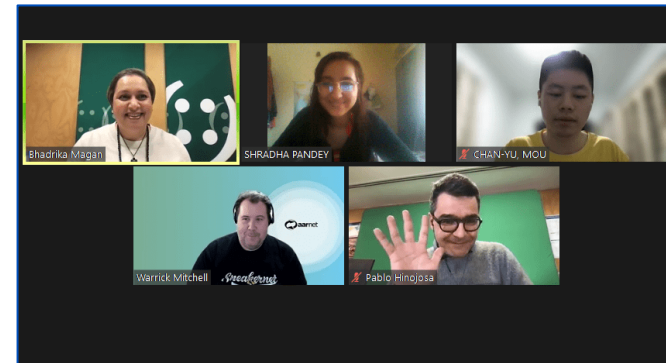 Bhadrika Magan
SHRADHA PANDEY
CHAN-YU, MOU
aarnet
Sneakernet
Warrick Mitchell
Pablo Hinojosa